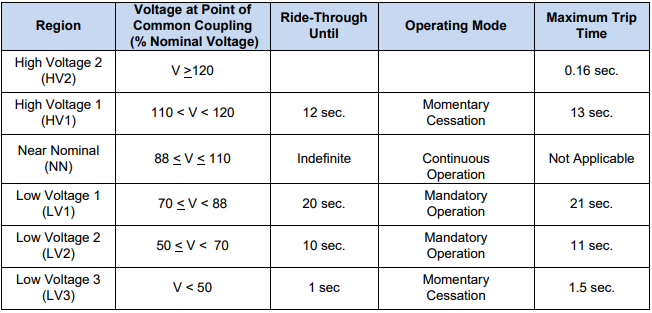 Region | Voltage at Point of Common Coupling (% Nominal Voltage) | Ride-Through Until | Operating Mode | Maximum Trip Time
High Voltage 2 (HV2) | V ≥120 | | | 0.16 sec.
High Voltage 1 (HV1) | 110 < V < 120 | 12 sec. | Momentary Cessation | 13 sec.
Near Nominal (NN) | 88 ≤ V ≤ 110 | Indefinite | Continuous Operation | Not Applicable
Low Voltage 1 (LV1) | 70 ≤ V < 88 | 20 sec. | Mandatory Operation | 21 sec.
Low Voltage 2 (LV2) | 50 ≤ V < 70 | 10 sec. | Mandatory Operation | 11 sec.
Low Voltage 3 (LV3) | V < 50 | 1 sec | Momentary Cessation | 1.5 sec.